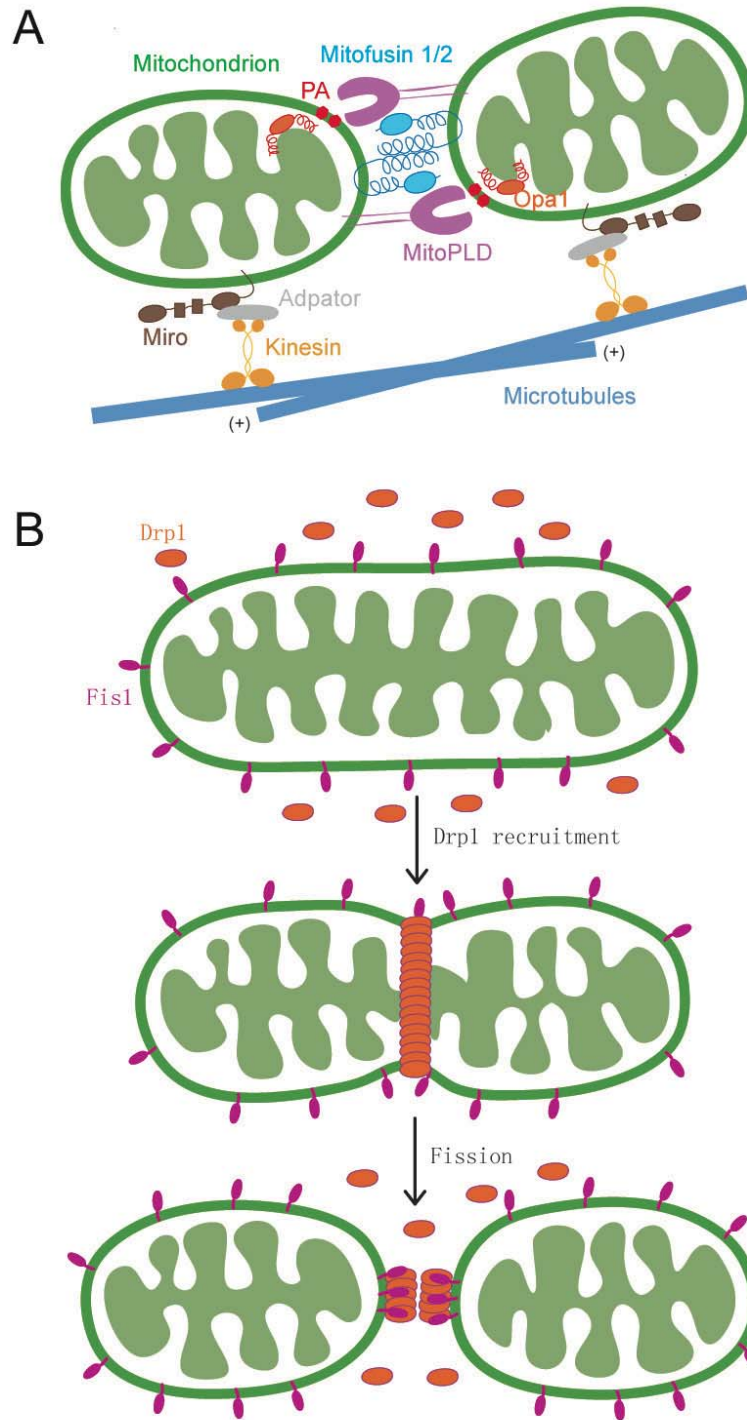 A
Mitofusin 1/2
Mitochondrion
PA
Opa1
MitoPLD
Adpator
Miro
Kinesin
(+)
Microtubules
(+)
B
Drp1
Fis1
Drp1 recruitment
Fission